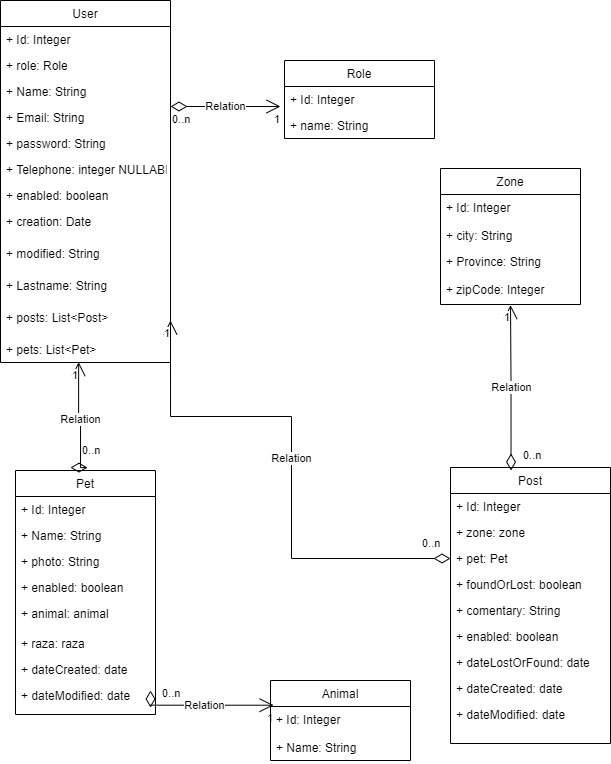 User
+ Id: Integer
+ role: Role
+ Name: String
+ Email: String
+ password: String
+ Telephone: integer NULLABI
+ enabled: boolean
+ creation: Date
+ modified: String
+ Lastname: String
+ posts: List<Post>
+ pets: List<Pet>
Relation
0..n
1
Role
+ Id: Integer
+ name: String
Zone
+ Id: Integer
+ city: String
+ Province: String
+ zipCode: Integer
1
Relation
0..n
1
Relation
0..n
1
Relation
0..n
Pet
+ Id: Integer
+ Name: String
+ photo: String
+ enabled: boolean
+ animal: animal
+ raza: raza
+ dateCreated: date
+ dateModified: date
Post
+ Id: Integer
+ zone: zone
+ pet: Pet
+ foundOrLost: boolean
+ comentary: String
+ enabled: boolean
+ dateLostOrFound: date
+ dateCreated: date
+ dateModified: date
0..n
Relation
1
Animal
+ Id: Integer
+ Name: String